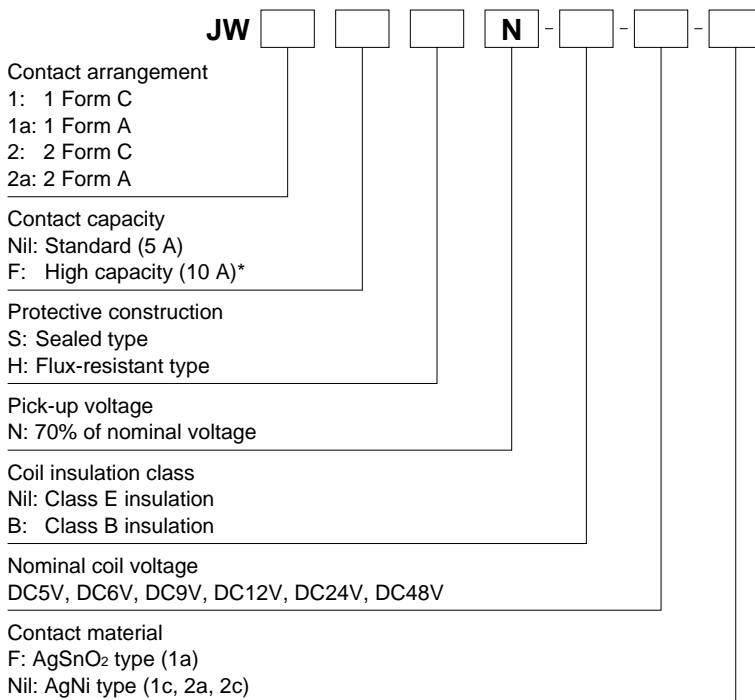 JW N - - -
Contact arrangement
1: 1 Form C
1a: 1 Form A
2: 2 Form C
2a: 2 Form A
Contact capacity
Nil: Standard (5 A)
F: High capacity (10 A)*
Protective construction
S: Sealed type
H: Flux-resistant type
Pick-up voltage
N: 70% of nominal voltage
Coil insulation class
Nil: Class E insulation
B: Class B insulation
Nominal coil voltage
DC5V, DC6V, DC9V, DC12V, DC24V, DC48V
Contact material
F: AgSnO₂ type (1a)
Nil: AgNi type (1c, 2a, 2c)